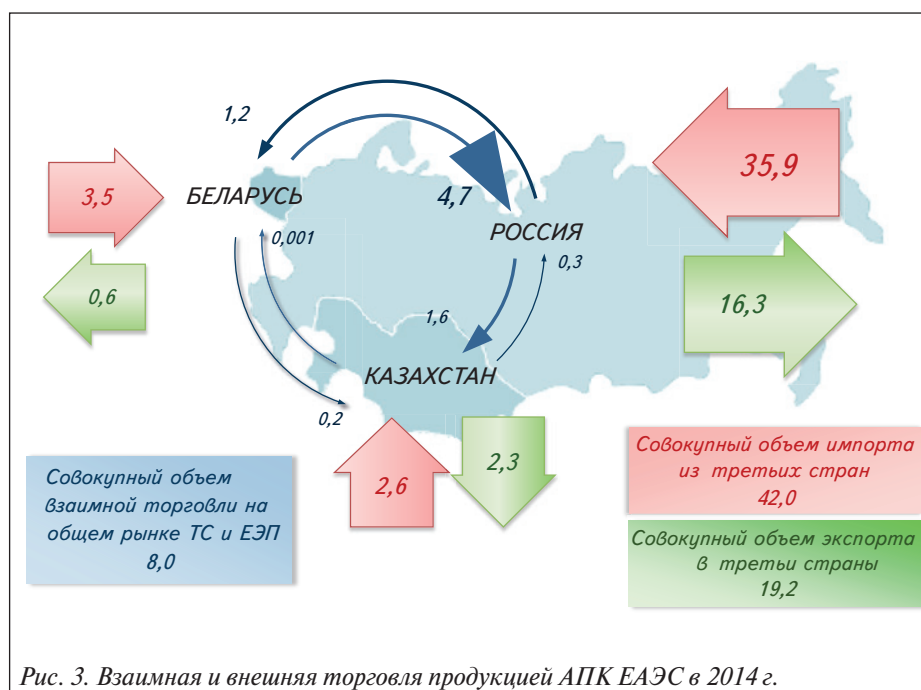 1,2
35,9
3,5
БЕЛАРУСЬ
4,7
0,001
РОССИЯ
0,3
0,6
16,3
1,6
КАЗАХСТАН
0,2
2,6
2,3
Совокупный объем
взаимной торговли на
общем рынке ТС и ЕЭП
8,0
Совокупный объем импорта
из третьих стран
42,0
Совокупный объем экспорта
в третьи страны
19,2
Рис. 3. Взаимная и внешняя торговля продукцией АПК ЕАЭС в 2014 г.